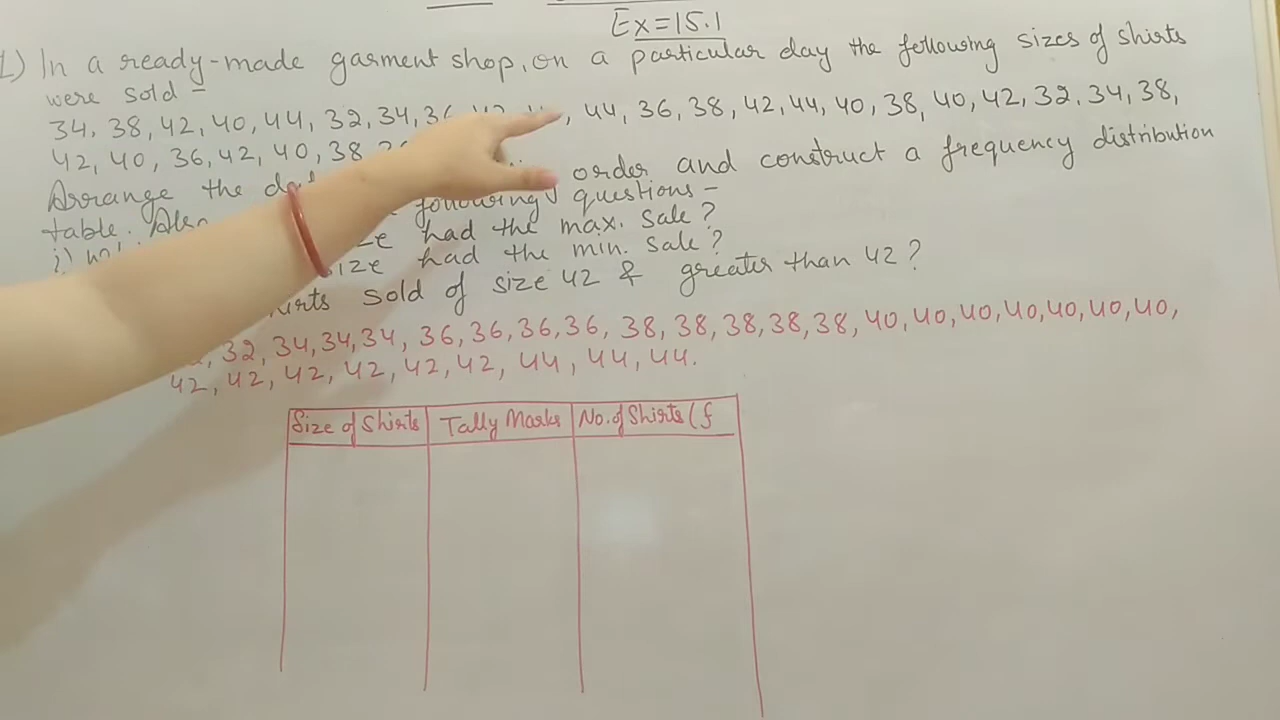 Ex=15.1
1) In a ready-made garment shop, on a particular day the following sizes of shirts
were sold -
34, 38, 42, 40, 44, 32, 34, 36, 44, 36, 38, 42, 44, 40, 38, 40, 42, 32, 34, 38,
42, 40, 36, 42, 40, 38
Arrange the order and construct a frequency distribution
table. Also following questions -
i) had the max. sale?
size had the min. sale?
sold of size 42 & greater than 42?
32, 34, 34, 34, 36, 36, 36, 36, 38, 38, 38, 38, 38, 40, 40, 40, 40, 40, 40, 40,
42, 42, 42, 42, 42, 42, 44, 44, 44.
Size of Shirts Tally Marks No. of Shirts (f